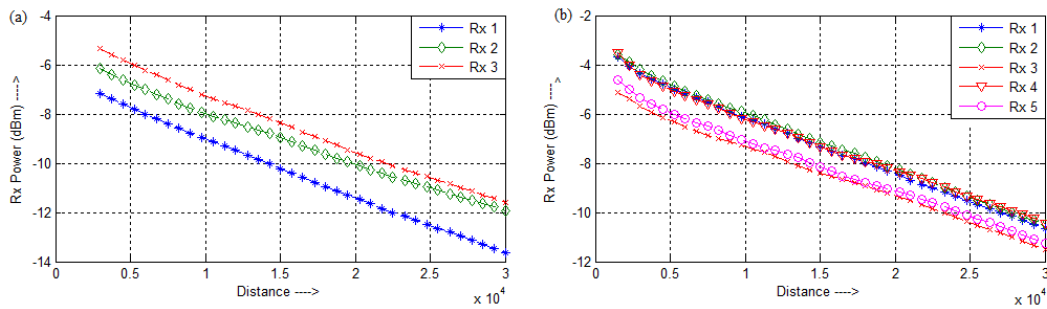 (a)
Rx Power (dBm) ---->
-4
-6
-8
-10
-12
-14
0
0.5
1
1.5
2
2.5
3
x 10^4
Distance ---->
Rx 1
Rx 2
Rx 3
(b)
Rx Power (dBm) ---->
-2
-4
-6
-8
-10
-12
0
0.5
1
1.5
2
2.5
3
x 10^4
Distance ---->
Rx 1
Rx 2
Rx 3
Rx 4
Rx 5